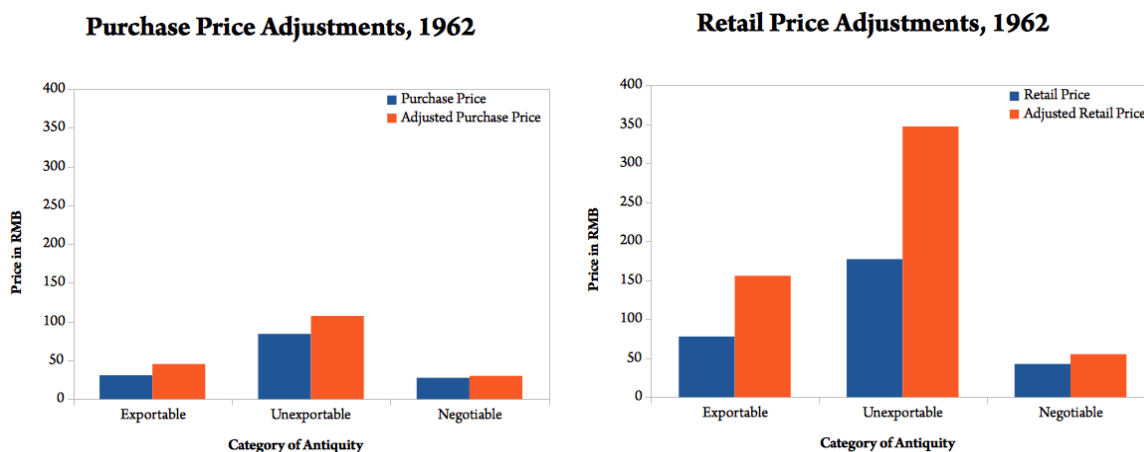 Purchase Price Adjustments, 1962
400
350
300
250
200
150
100
50
0
Price in RMB
Purchase Price
Adjusted Purchase Price
Exportable Unexportable Negotiable
Category of Antiquity
Retail Price Adjustments, 1962
400
350
300
250
200
150
100
50
0
Price in RMB
Retail Price
Adjusted Retail Price
Exportable Unexportable Negotiable
Category of Antiquity